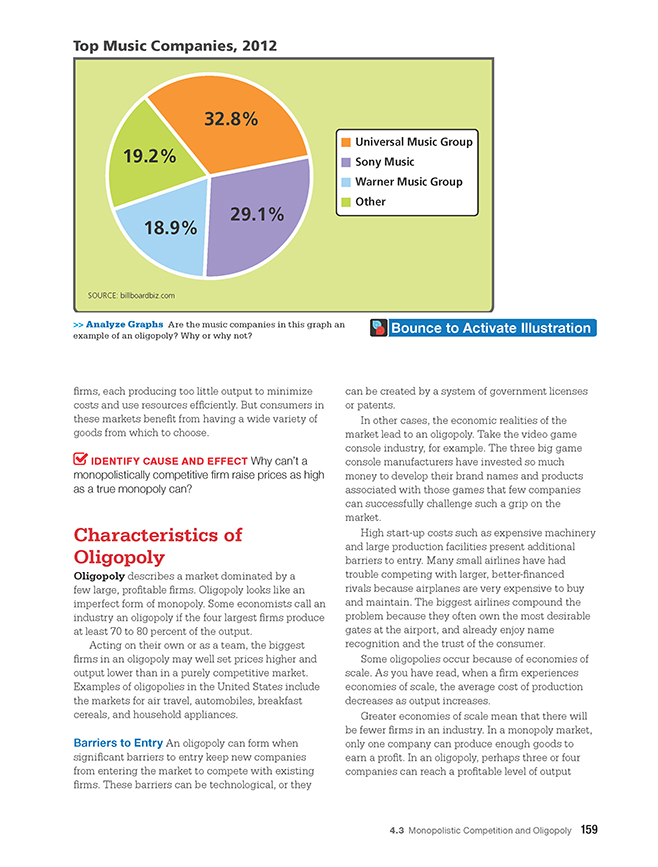 Top Music Companies, 2012
32.8%
19.2%
29.1%
18.9%
Universal Music Group
Sony Music
Warner Music Group
Other
SOURCE: billboardbiz.com
>> Analyze Graphs Are the music companies in this graph an
example of an oligopoly? Why or why not?
Bounce to Activate Illustration
firms, each producing too little output to minimize
costs and use resources efficiently. But consumers in
these markets benefit from having a wide variety of
goods from which to choose.
IDENTIFY CAUSE AND EFFECT Why can't a
monopolistically competitive firm raise prices as high
as a true monopoly can?
Characteristics of
Oligopoly
Oligopoly describes a market dominated by a
few large, profitable firms. Oligopoly looks like an
imperfect form of monopoly. Some economists call an
industry an oligopoly if the four largest firms produce
at least 70 to 80 percent of the output.
Acting on their own or as a team, the biggest
firms in an oligopoly may well set prices higher and
output lower than in a purely competitive market.
Examples of oligopolies in the United States include
the markets for air travel, automobiles, breakfast
cereals, and household appliances.
Barriers to Entry An oligopoly can form when
significant barriers to entry keep new companies
from entering the market to compete with existing
firms. These barriers can be technological, or they
can be created by a system of government licenses
or patents.
In other cases, the economic realities of the
market lead to an oligopoly. Take the video game
console industry, for example. The three big game
console manufacturers have invested so much
money to develop their brand names and products
associated with those games that few companies
can successfully challenge such a grip on the
market.
High start-up costs such as expensive machinery
and large production facilities present additional
barriers to entry. Many small airlines have had
trouble competing with larger, better-financed
rivals because airplanes are very expensive to buy
and maintain. The biggest airlines compound the
problem because they often own the most desirable
gates at the airport, and already enjoy name
recognition and the trust of the consumer.
Some oligopolies occur because of economies of
scale. As you have read, when a firm experiences
economies of scale, the average cost of production
decreases as output increases.
Greater economies of scale mean that there will
be fewer firms in an industry. In a monopoly market,
only one company can produce enough goods to
earn a profit. In an oligopoly, perhaps three or four
companies can reach a profitable level of output
4.3 Monopolistic Competition and Oligopoly 159